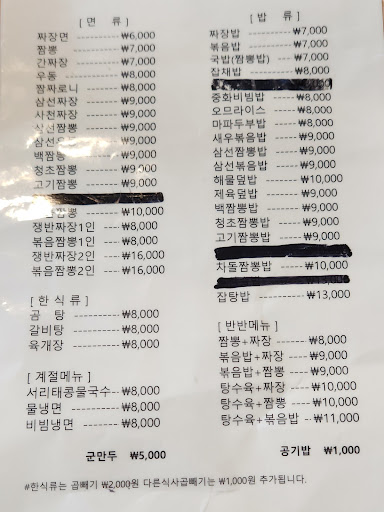 [ 면 류 ]
짜장면 ₩6,000
짬뽕 ₩7,000
간짜장 ₩7,000
우동 ₩8,000
짬짜로니 ₩8,000
삼선짜장 ₩9,000
사천짜장 ₩9,000
삼선짬뽕 ₩9,000
₩9,000
백짬뽕 ₩9,000
청초짬뽕 ₩9,000
고기짬뽕 ₩9,000
짬뽕 ₩10,000
쟁반짜장1인 ₩8,000
볶음짬뽕1인 ₩8,000
쟁반짜장2인 ₩16,000
볶음짬뽕2인 ₩16,000
[ 한 식 류 ]
곰 탕 ₩8,000
갈비탕 ₩8,000
육개장 ₩8,000
[ 계절메뉴 ]
서리태콩물국수 ₩8,000
물냉면 ₩8,000
비빔냉면 ₩8,000
군만두 ₩5,000
[ 밥 류 ]
짜장밥 ₩7,000
볶음밥 ₩7,000
국밥(짬뽕밥) ₩7,000
잡채밥 ₩8,000
중화비빔밥 ₩8,000
오므라이스 ₩8,000
마파두부밥 ₩8,000
새우볶음밥 ₩9,000
삼선짬뽕밥 ₩9,000
삼선볶음밥 ₩9,000
해물덮밥 ₩10,000
제육덮밥 ₩9,000
백짬뽕밥 ₩9,000
청초짬뽕밥 ₩9,000
고기짬뽕밥 ₩9,000
차돌짬뽕밥 ₩10,000
잡탕밥 ₩13,000
[ 반반메뉴 ]
짬뽕+짜장 ₩8,000
볶음밥+짜장 ₩9,000
볶음밥+짬뽕 ₩9,000
탕수육+짜장 ₩10,000
탕수육+짬뽕 ₩10,000
탕수육+볶음밥 ₩11,000
공기밥 ₩1,000
#한식류는 곱빼기 ₩2,000원 다른식사곱빼기는 ₩1,000원 추가됩니다.